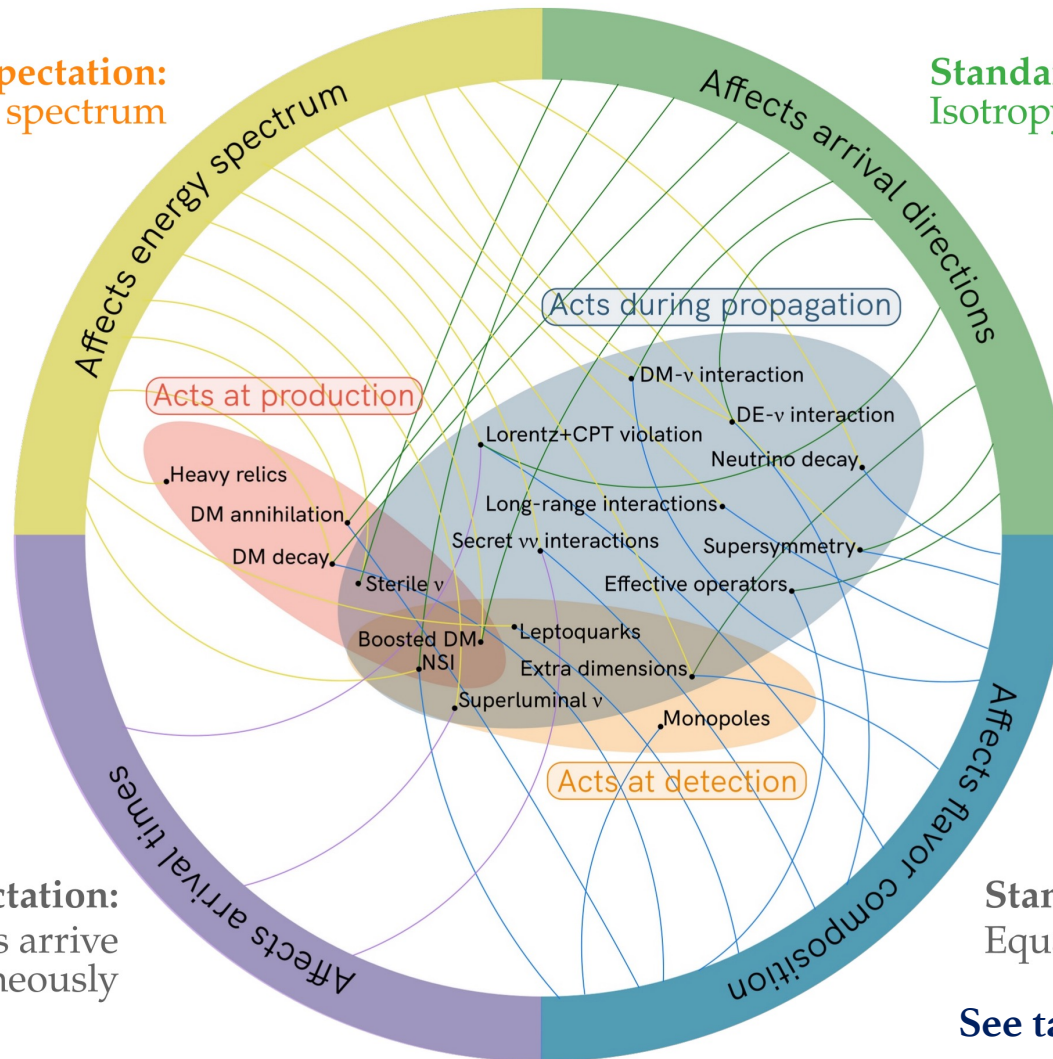 pectation:
spectrum
Standa
Isotropy
Affects energy spectrum
Affects arrival directions
Acts during propagation
DM-ν interaction
Acts at production
DE-ν interaction
Lorentz+CPT violation
Neutrino decay
Heavy relics
Long-range interactions
DM annihilation
Secret νν interactions
Supersymmetry
DM decay
Sterile ν
Effective operators
Leptoquarks
Boosted DM
NSI
Extra dimensions
Superluminal ν
Monopoles
Acts at detection
Affects arrival times
Affects flavor composition
ctation:
s arrive
neously
Stan
Equ
See ta